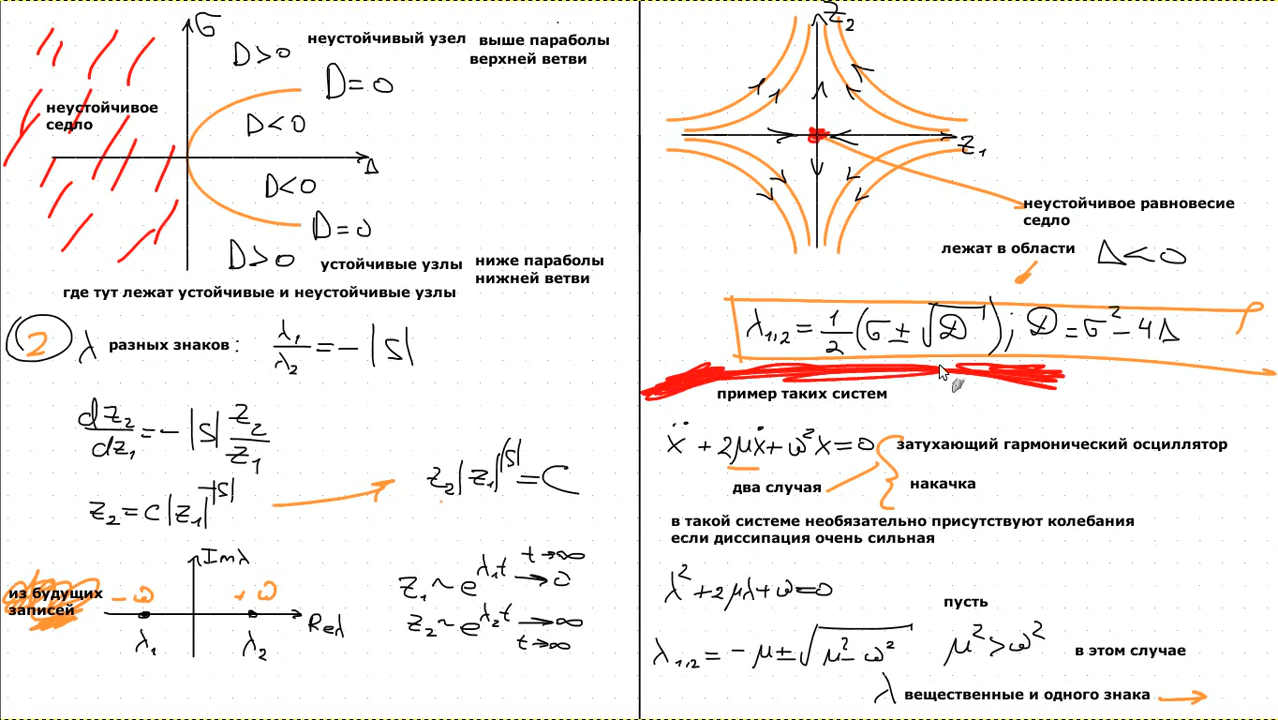 σ
D>0
неустойчивый узел
выше параболы
верхней ветви
D=0
неустойчивое
седло
D<0
Δ
D<0
D=0
D>0
устойчивые узлы
ниже параболы
нижней ветви
где тут лежат устойчивые и неустойчивые узлы
2
λ разных знаков: λ₁/λ₂ = -|s|
dz₂/dz₁ = -|s| z₂/z₁
z₂ = c|z₁|^-|s|
z₂|z₁|^|s| = C
Imλ
из будущих
записей
-ω +ω
λ₁ λ₂ Reλ
z₁ ~ e^λ₁t → 0 t→∞
z₂ ~ e^λ₂t → ∞ t→∞
z₂
z₁
неустойчивое равновесие
седло
лежат в области Δ<0
λ₁,₂ = 1/2 (σ ± √D); D = σ² - 4Δ
пример таких систем
ẍ + 2μẋ + ω²x = 0
затухающий гармонический осциллятор
два случая
накачка
в такой системе необязательно присутствуют колебания
если диссипация очень сильная
λ² + 2μλ + ω = 0
пусть
λ₁,₂ = -μ ± √μ² - ω²
μ² > ω²
в этом случае
λ вещественные и одного знака